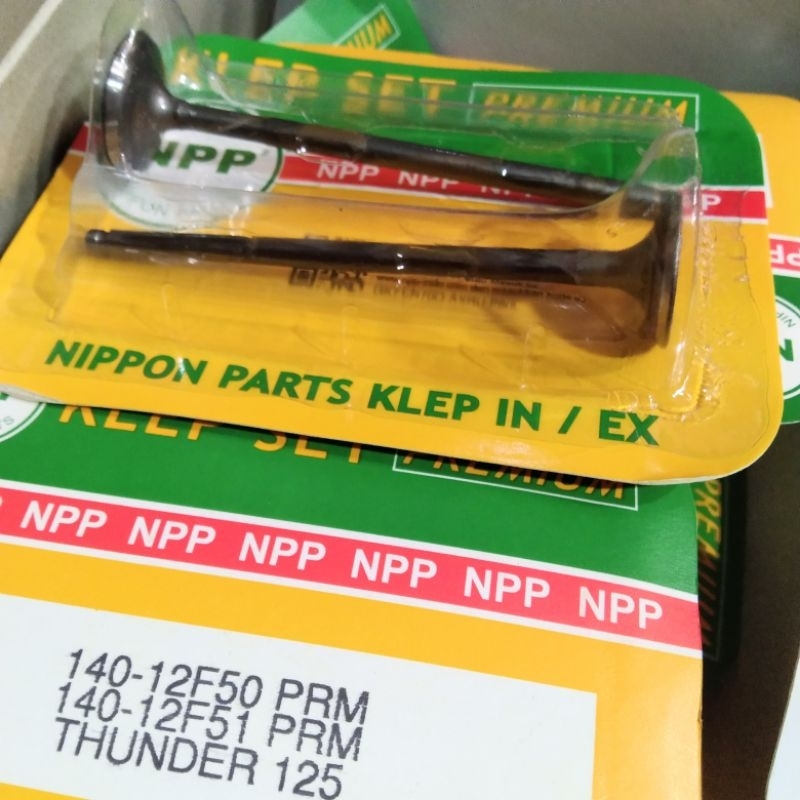 KLEP SET PREMIUM
NPP
NPP NPP
NIPPON PARTS KLEP IN / EX
KLEP SET PREMIUM
NPP NPP NPP NPP NPP NPP
PREMIUM
140-12F50 PRM
140-12F51 PRM
THUNDER 125